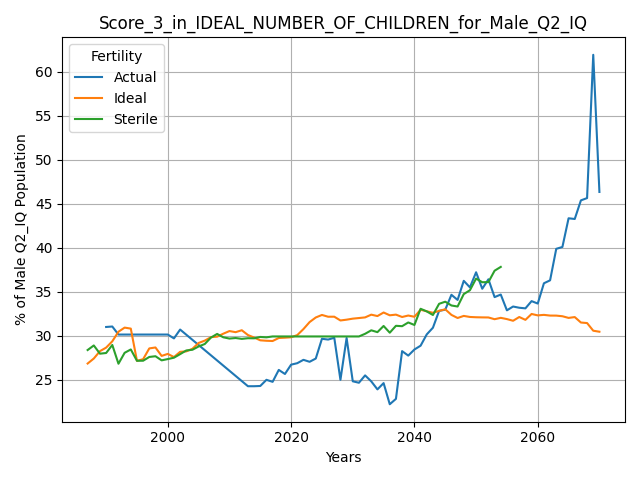 Score_3_in_IDEAL_NUMBER_OF_CHILDREN_for_Male_Q2_IQ
Fertility
Actual
Ideal
Sterile
% of Male Q2_IQ Population
60
55
50
45
40
35
30
25
2000
2020
2040
2060
Years